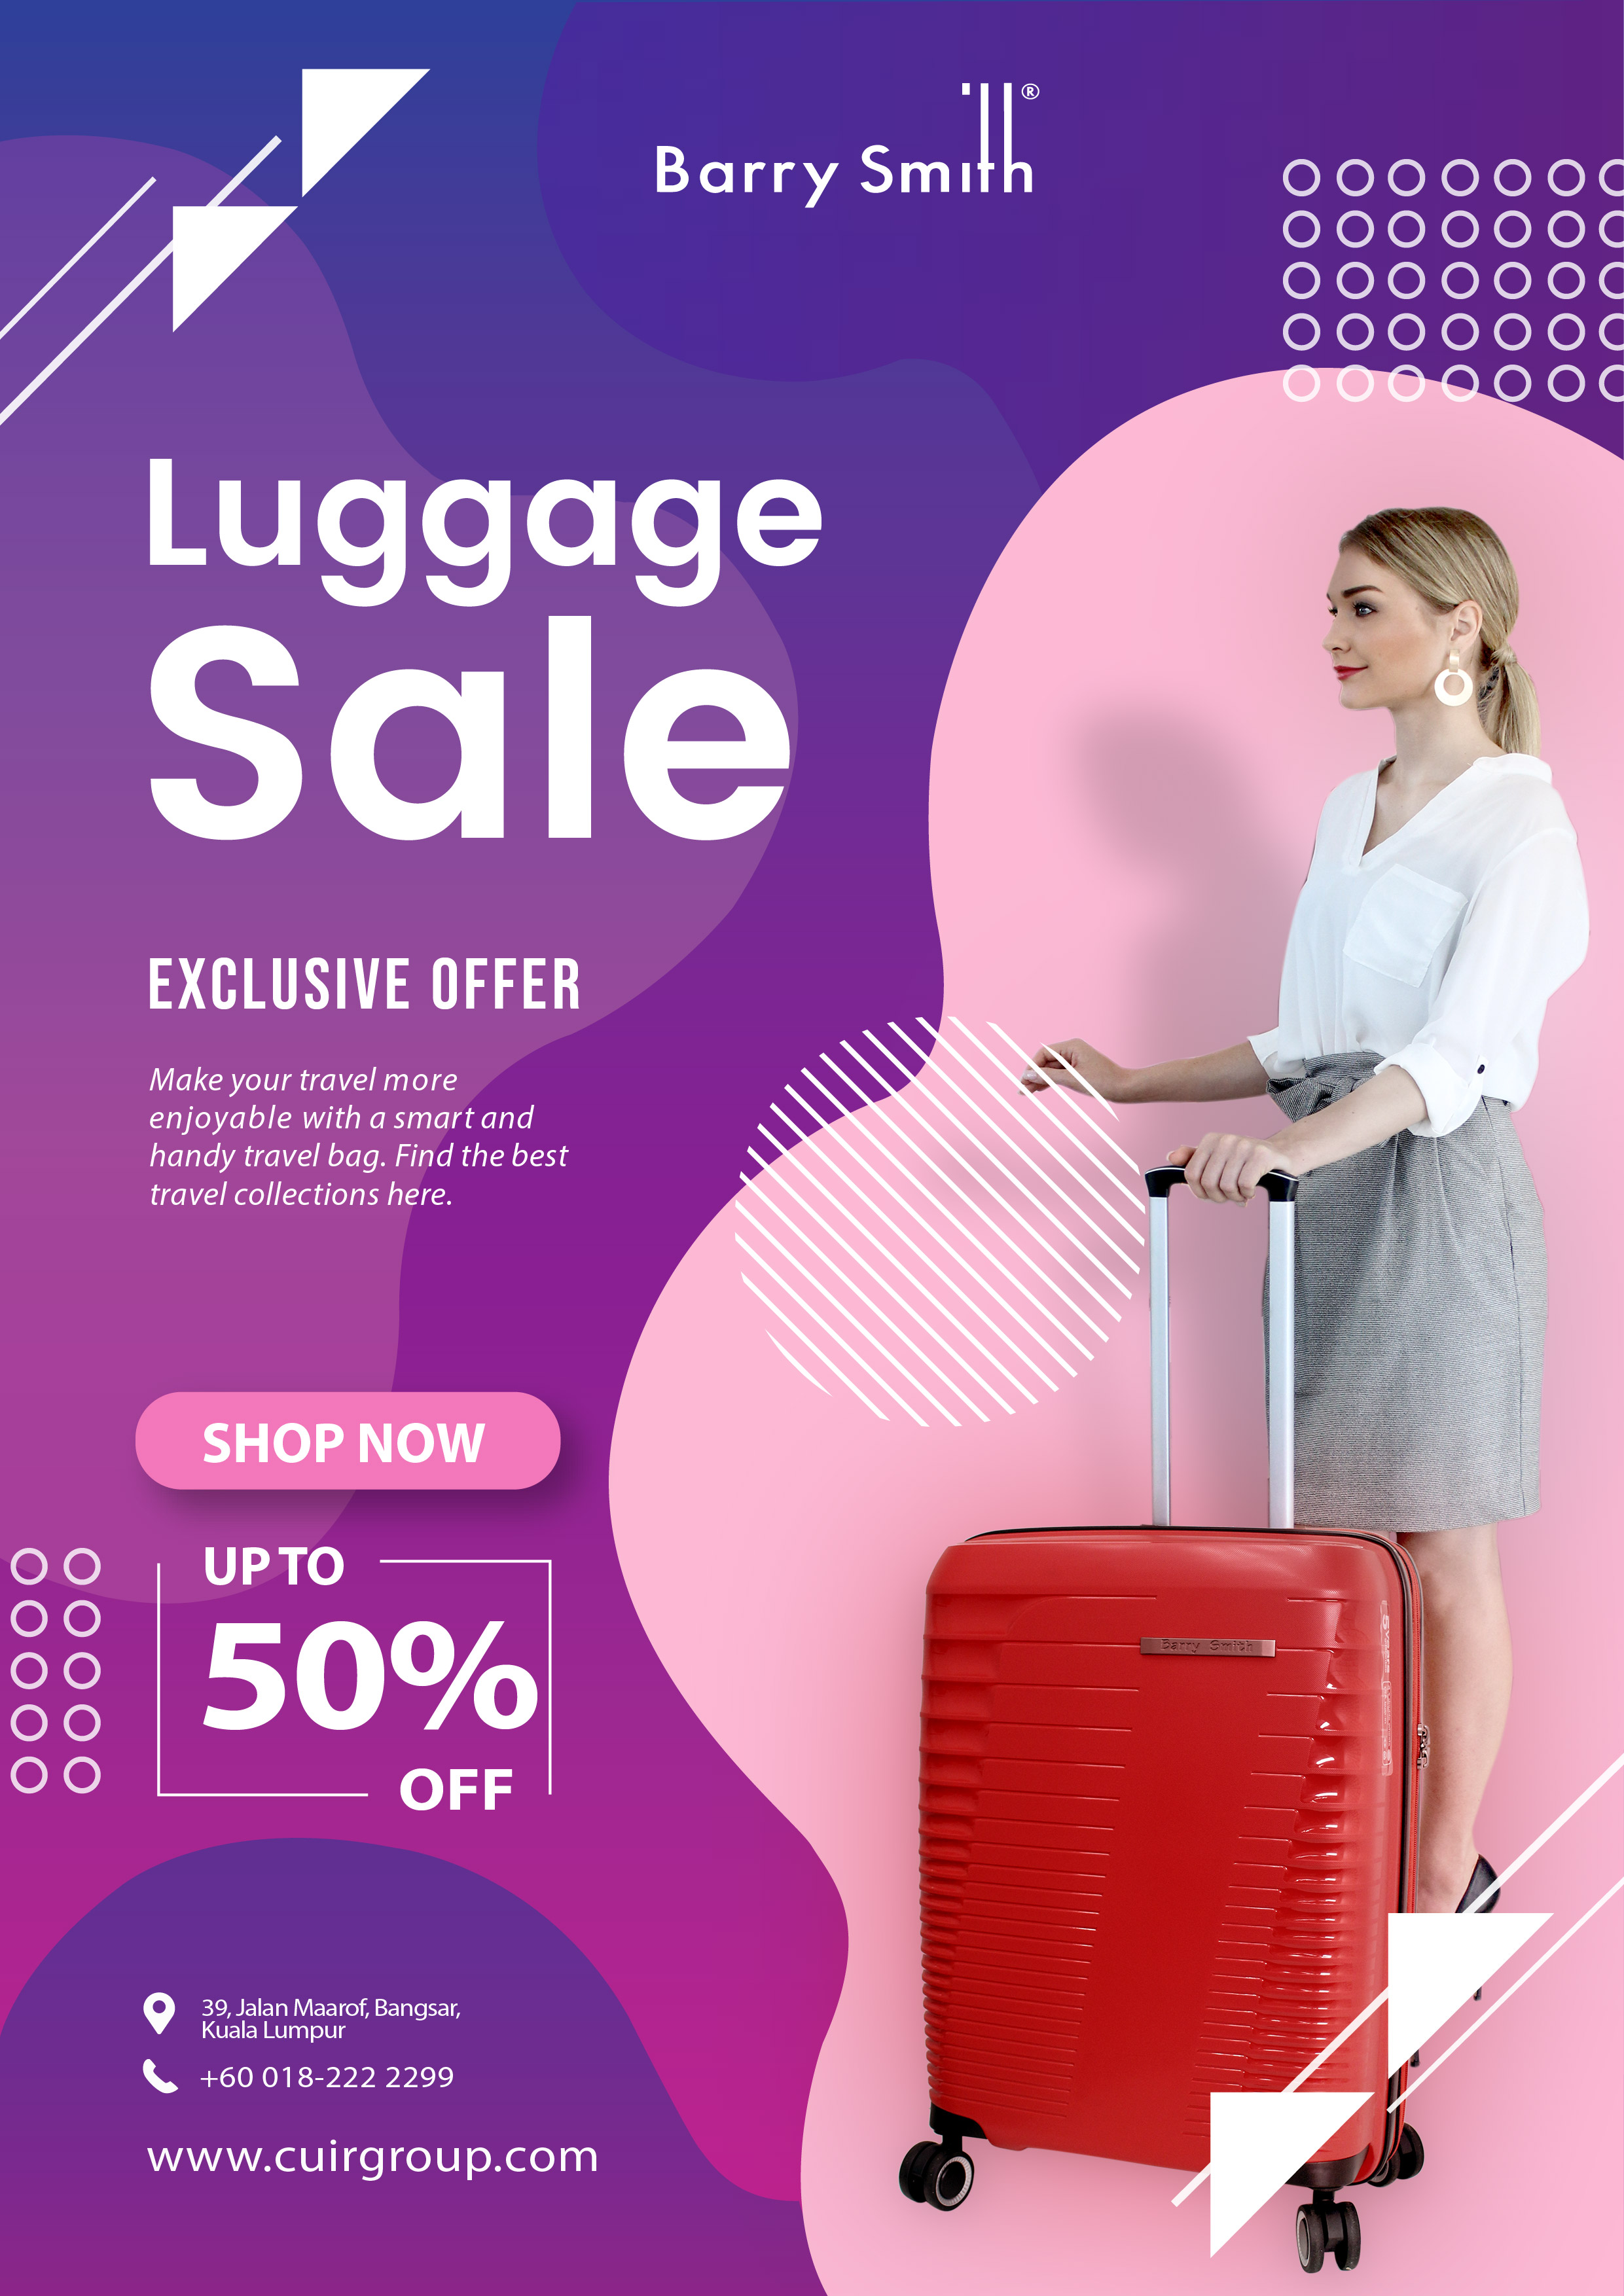 Barry Smith®
Luggage
Sale
EXCLUSIVE OFFER
Make your travel more
enjoyable with a smart and
handy travel bag. Find the best
travel collections here.
SHOP NOW
UP TO
50%
OFF
Barry Smith
39, Jalan Maarof, Bangsar,
Kuala Lumpur
+60 018-222 2299
www.cuirgroup.com